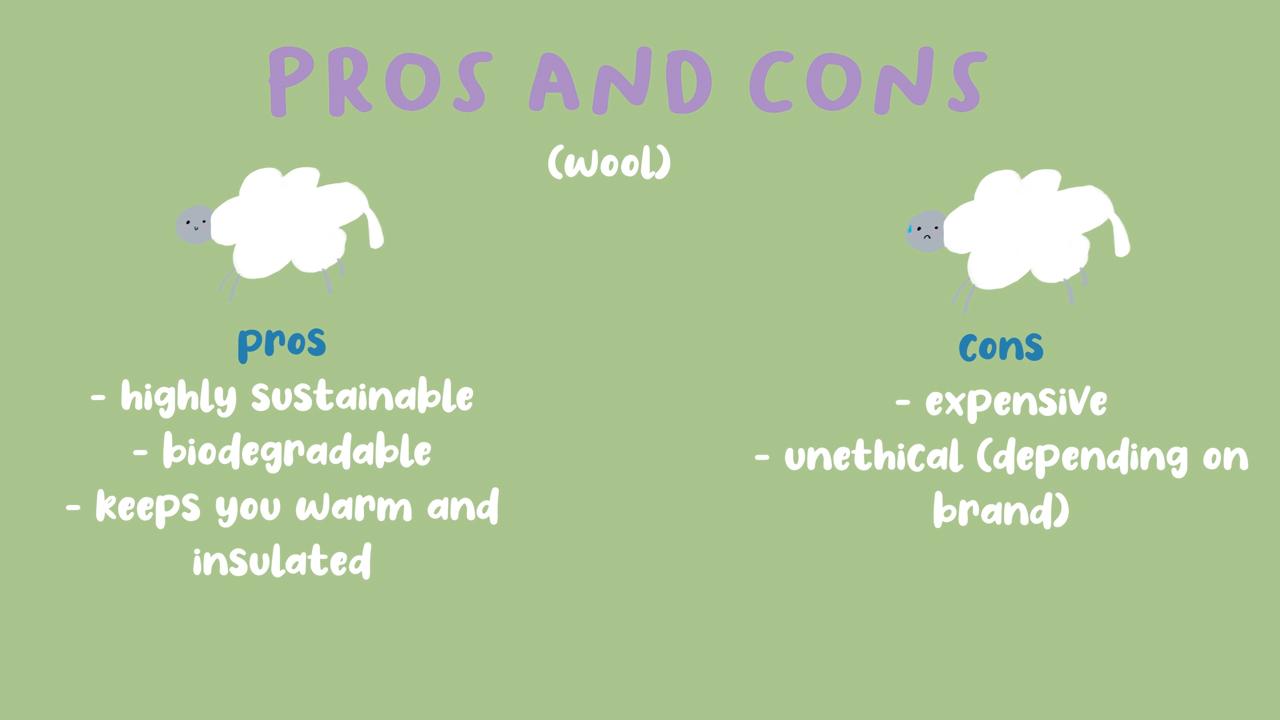 PROS AND CONS
(wool)
pros
- highly sustainable
- biodegradable
- keeps you warm and
insulated
cons
- expensive
- unethical (depending on
brand)